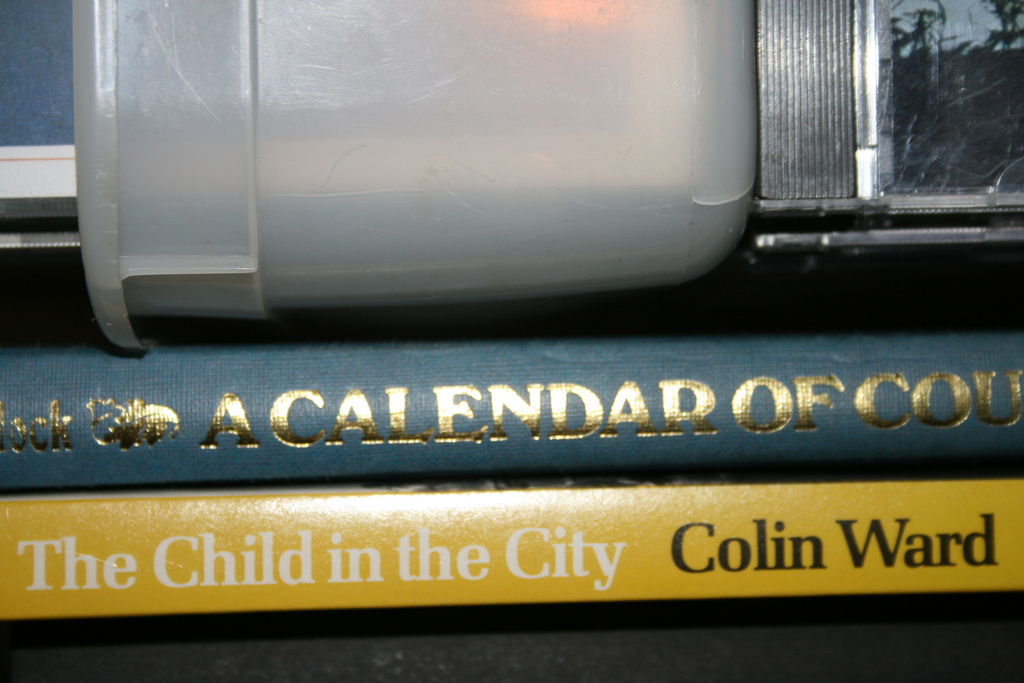 A CALENDAR OF COU
The Child in the City Colin Ward